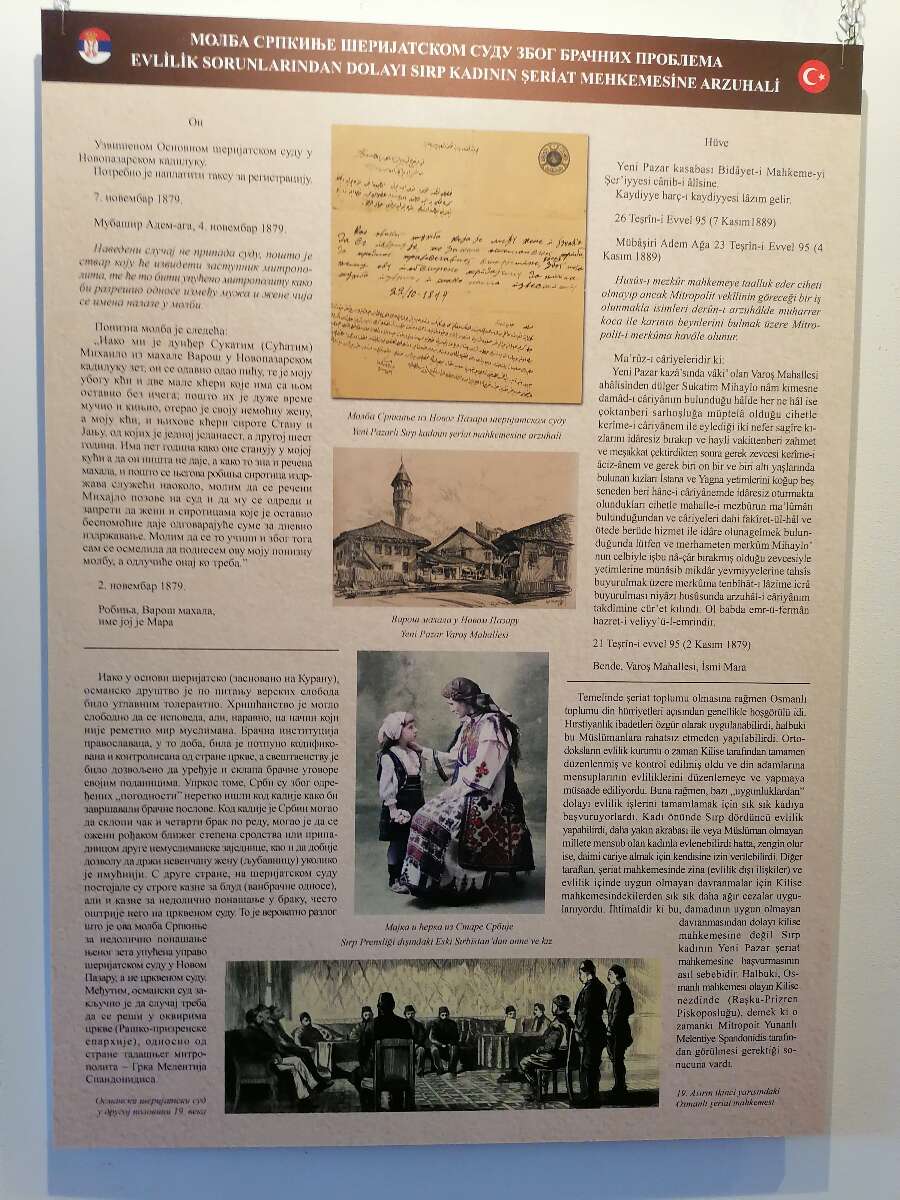 МОЛБА СРПКИЊЕ ШЕРИЈАТСКОМ СУДУ ЗБОГ БРАЧНИХ ПРОБЛЕМА
EVLİLİK SORUNLARINDAN DOLAYI SIRP KADININ ŞERİAT MEHKEMESİNE ARZUHALİ
Он
Узвишеном Основном шеријатском суду у
Новопазарском кадилуку.
Потребно је наплатити таксу за регистрацију.
7. новембар 1879.
Мубашир Адем-ага, 4. новембар 1879.
Наведени случај не припада суду, пошто је
ствар коју ће ивидети заступник митропо-
лита, те ће то бити упућено митрополиту како
би разрешио односе између мужа и жене чија
се имена налазе у молби.
Понизна молба је следећа:
„Иако ми је дунђер Сукатим (Суђатим)
Михаило из махале Варош у Новопазарском
кадилуку зет, он се одавно одао пићу, те је моју
убогу кћи и две мале кћери које има са њом
оставио без ичега; пошто их је дуже време
мучио и кињио, отерао је своју немоћну жену,
а моју кћи, и њихове кћери сироте Стану и
Јању, од којих је једној једанаест, а другој шест
година. Има пет година како оне станују у мојој
кући а да он ништа не даје, а како то зна и речена
махала, и пошто се његова робиња сиротица издр-
жава служећи наоколо, молим да се речени
Михајло позове на суд и да му се одреди и
запрети да жени и сиротицама које је оставио
беспомоћне даје одговарајуће суме за дневно
издржавање. Молим да се то учини и због тога
сам се осмелила да поднесем ову моју понизну
молбу, а одлучиће онај ко треба.”
2. новембар 1879.
Робиња, Варош махала,
име јој је Мара
Иако у основи шеријатско (засновано на Курану),
османско друштво је по питању верских слобода
било углавном толерантно. Хришћанство је могло
слободно да се исповеда, али, наравно, на начин који
није реметио мир муслимана. Брачна институција
православаца, у то доба, била је потпуно кодифико-
вана и контролисана од стране цркве, а свештенству је
било дозвољено да уређује и склапа брачне уговоре
својим поданицима. Упркос томе, Срби су због одре-
ђених „погодности” неретко ишли код кадије како би
завршавали брачне послове. Код кадије је Србин могао
да склопи чак и четврти брак по реду, могао је да се
ожени рођаком ближег степена сродства или припа-
дницом друге немуслиманске заједнице, као и да добије
дозволу да држи невенчану жену (љубавницу) уколико
је имућнији. С друге стране, на шеријатском суду
постојале су строге казне за блуд (ванбрачне односе),
али и казне за недолично понашање у браку, често
оштрије него на црквеном суду. То је вероватно разлог
што је ова молба Српкиње
за недолично понашање
њеног зета упућена управо
шеријатском суду у Новом
Пазару, а не црквеном суду.
Међутим, османски суд за-
кључио је да случај треба
да се реши у оквирима
цркве (Рашко-призренске
епархије), односно од
стране тадашњег митро-
полита – Грка Мелентија
Спандонидиса.
Османски шеријатски суд
у другој половини 19. века
22/10-1879
Молба Српкиње из Новог Пазара шеријатском суду
Yeni Pazarlı Sırp kadının şeriat mahkemesine arzuhali
Варош махала у Новом Пазару
Yeni Pazar Varoş Mahallesi
Мајка и ћерка из Старе Србије
Sırp Prensliği dışındaki Eski Sırbistan'dan anne ve kız
Hüve
Yeni Pazar kasabası Bidâyet-i Mahkeme-yi
Şer'iyyesi cânib-i âlîsine.
Kaydiyye harç-ı kaydiyyesi lâzım gelir.
26 Teşrîn-i Evvel 95 (7 Kasım1889)
Mübâşiri Adem Ağa 23 Teşrîn-i Evvel 95 (4
Kasım 1889)
Husûs-ı mezkûr mahkemeye taalluk eder ciheti
olmayıp ancak Mitropolit vekîlinin göreceği bir iş
olunmakla isimleri derûn-i arzuhâlde muharrer
koca ile karının beynlerini bulmak üzere Mitro-
polit-i merkûma havâle olunur.
Ma'rûz-ı câriyeleridir ki:
Yeni Pazar kazâ'sında vâki' olan Varoş Mahallesi
ahâlisinden dülger Sukatim Mihaylo nâm kimesne
damâd-ı câriyânım bulunduğu hâlde her ne hâl ise
çoktanberi sarhoşluğa mübtelâ olduğu cihetle
kerîme-i câriyânem ile eylediği iki nefer sagîre kı-
zlarını idâresiz bırakıp ve hayli vakittenberi zahmet
ve meşakkat çektirdikten sonra gerek zevcesi kerîme-i
âciz-ânem ve gerek biri on bir ve biri altı yaşlarında
bulunan kızları Istana ve Yagna yetimlerini koğup beş
seneden beri hâne-i câriyânemde idâresiz oturmakta
olundukları cihetle mahalle-i mezbûrun ma'lûmâtı
bulunduğundan ve câriyeleri dahi fakîret-ül-hâl ve
ötede berüde hizmet ile idâre olunagelmek bulun-
duğunda lütfen ve merhameten merkûm Mihaylo'
nun celbiyle işbu nâ-çâr bırakmış olduğu zevcesiyle
yetimlerine münâsib mikdâr yevmiyyelerine tahsîs
buyurulmak üzere merkûma tenbîhât-ı lâzime icrâ
buyurulması niyâzı husûsunda arzuhâl-i câriyânım
takdîmine cür'et kılındı. Ol babda emr-ü-fermân
hazret-i veliyy'ü-l-emrindir.
21 Teşrîn-i evvel 95 (2 Kasım 1879)
Bende, Varoş Mahallesi, İsmi Mara
Temelinde şeriat toplumu olmasına rağmen Osmanlı
toplumu din hürriyetleri açısından genellikle hoşgörülü idi.
Hırstiyanlık ibadetleri özgür olarak uygulanabilirdi, halbuki
bu Müslümanlara rahatsız etmeden yapılabilirdi. Orto-
doksların evlilik kurumu o zaman Kilise tarafından tamamen
düzenlenmiş ve kontrol edilmiş oldu ve din adamlarına
mensuplarının evliliklerini düzenlemeye ve yapmaya
müsaade ediliyordu. Buna rağmen, bazı „uygunluklardan”
dolayı evlilik işlerini tamamlamak için sık sık kadıya
başvuruyorlardı. Kadı önünde Sırp dördüncü evlilik
yapabilirdi, daha yakın akrabası ile veya Müslüman olmayan
millete mensub olan kadınla evlenebilirdi hatta, zengin olur
ise, daimi cariye almak için kendisine izin verilebilirdi. Diğer
taraftan, şeriat mahkemesinde zina (evlilik dışı ilişkiler) ve
evlilik içinde uygun olmayan davranmalar için Kilise
mahkemesindekilerden sık sık daha ağır cezalar uygu-
lanıyordu. İhtimaldir ki bu, damadının uygun olmayan
davranmasından dolayı kilise
mahkemesine değil Sırp
kadının Yeni Pazar şeriat
mahkemesine başvurmasının
asıl sebebidir. Halbuki, Os-
manlı mahkemesi olayın Kilise
nezdinde (Raşka-Prizren
Piskoposluğu), demek ki o
zamanki Mitropolt Yunanlı
Melentiye Spandonidis tarafın-
dan görülmesi gerektiği so-
nucuna vardı.
19. Asırın ikinci yarısındaki
Osmanlı şeriat mahkemesi